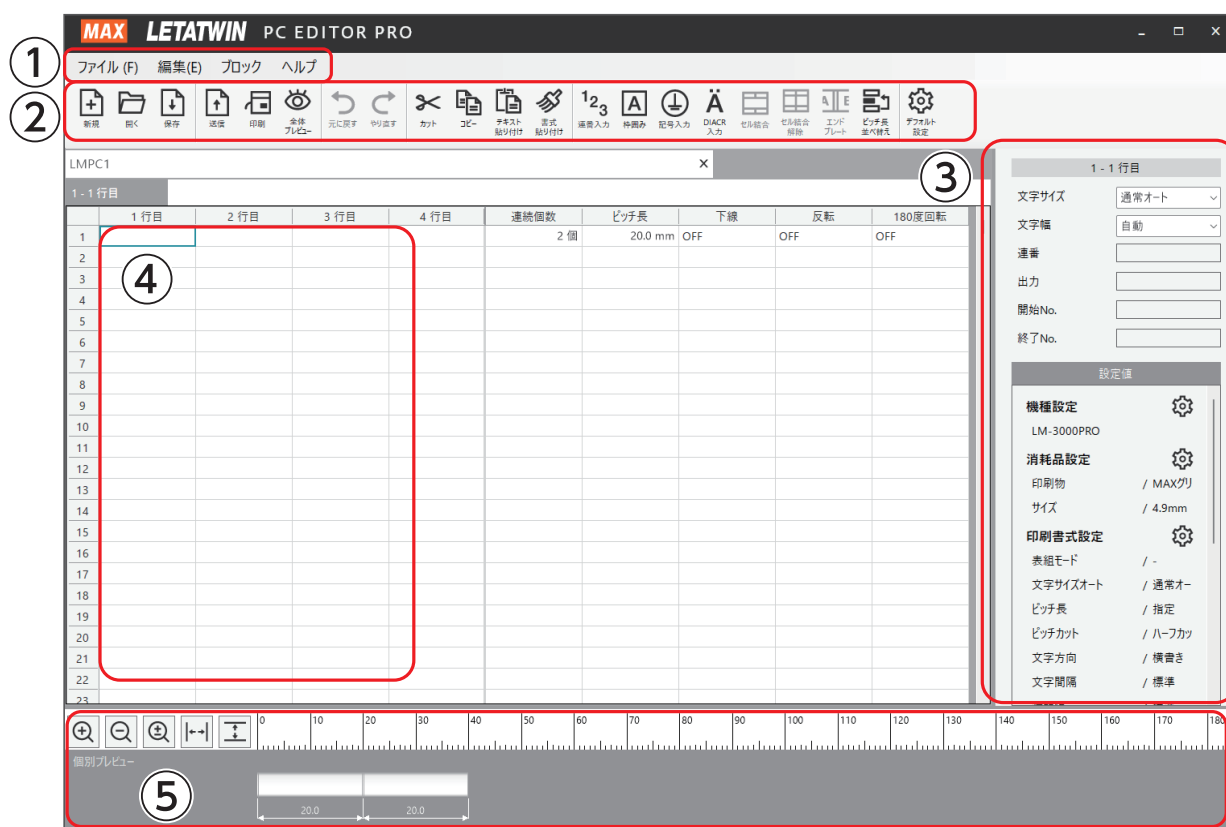 MAX LETATWIN PC EDITOR PRO
①
ファイル (F) 編集(E) ブロック ヘルプ
②
新規 開く 保存 送信 印刷 全体プレビュー 元に戻す やり直す カット コピー テキスト貼り付け 書式貼り付け 連番入力 枠囲み 記号入力 DIACR入力 セル結合 セル結合解除 エンドプレート ピッチ長並べ替え デフォルト設定
LMPC1 ×
③
1 - 1 行目
1 行目 2 行目 3 行目 4 行目 連続個数 ピッチ長 下線 反転 180度回転
1 2 個 20.0 mm OFF OFF OFF
2
3
4
5
6
7
8
9
10
11
12
13
14
15
16
17
18
19
20
21
22
23
④
1 - 1 行目
文字サイズ 通常オート
文字幅 自動
連番
出力
開始No.
終了No.
設定値
機種設定
LM-3000PRO
消耗品設定
印刷物 / MAXグリ
サイズ / 4.9mm
印刷書式設定
表組モード / -
文字サイズオート / 通常オー
ピッチ長 / 指定
ピッチカット / ハーフカッ
文字方向 / 横書き
文字間隔 / 標準
0 10 20 30 40 50 60 70 80 90 100 110 120 130 140 150 160 170 180
個別プレビュー
⑤
20.0 20.0